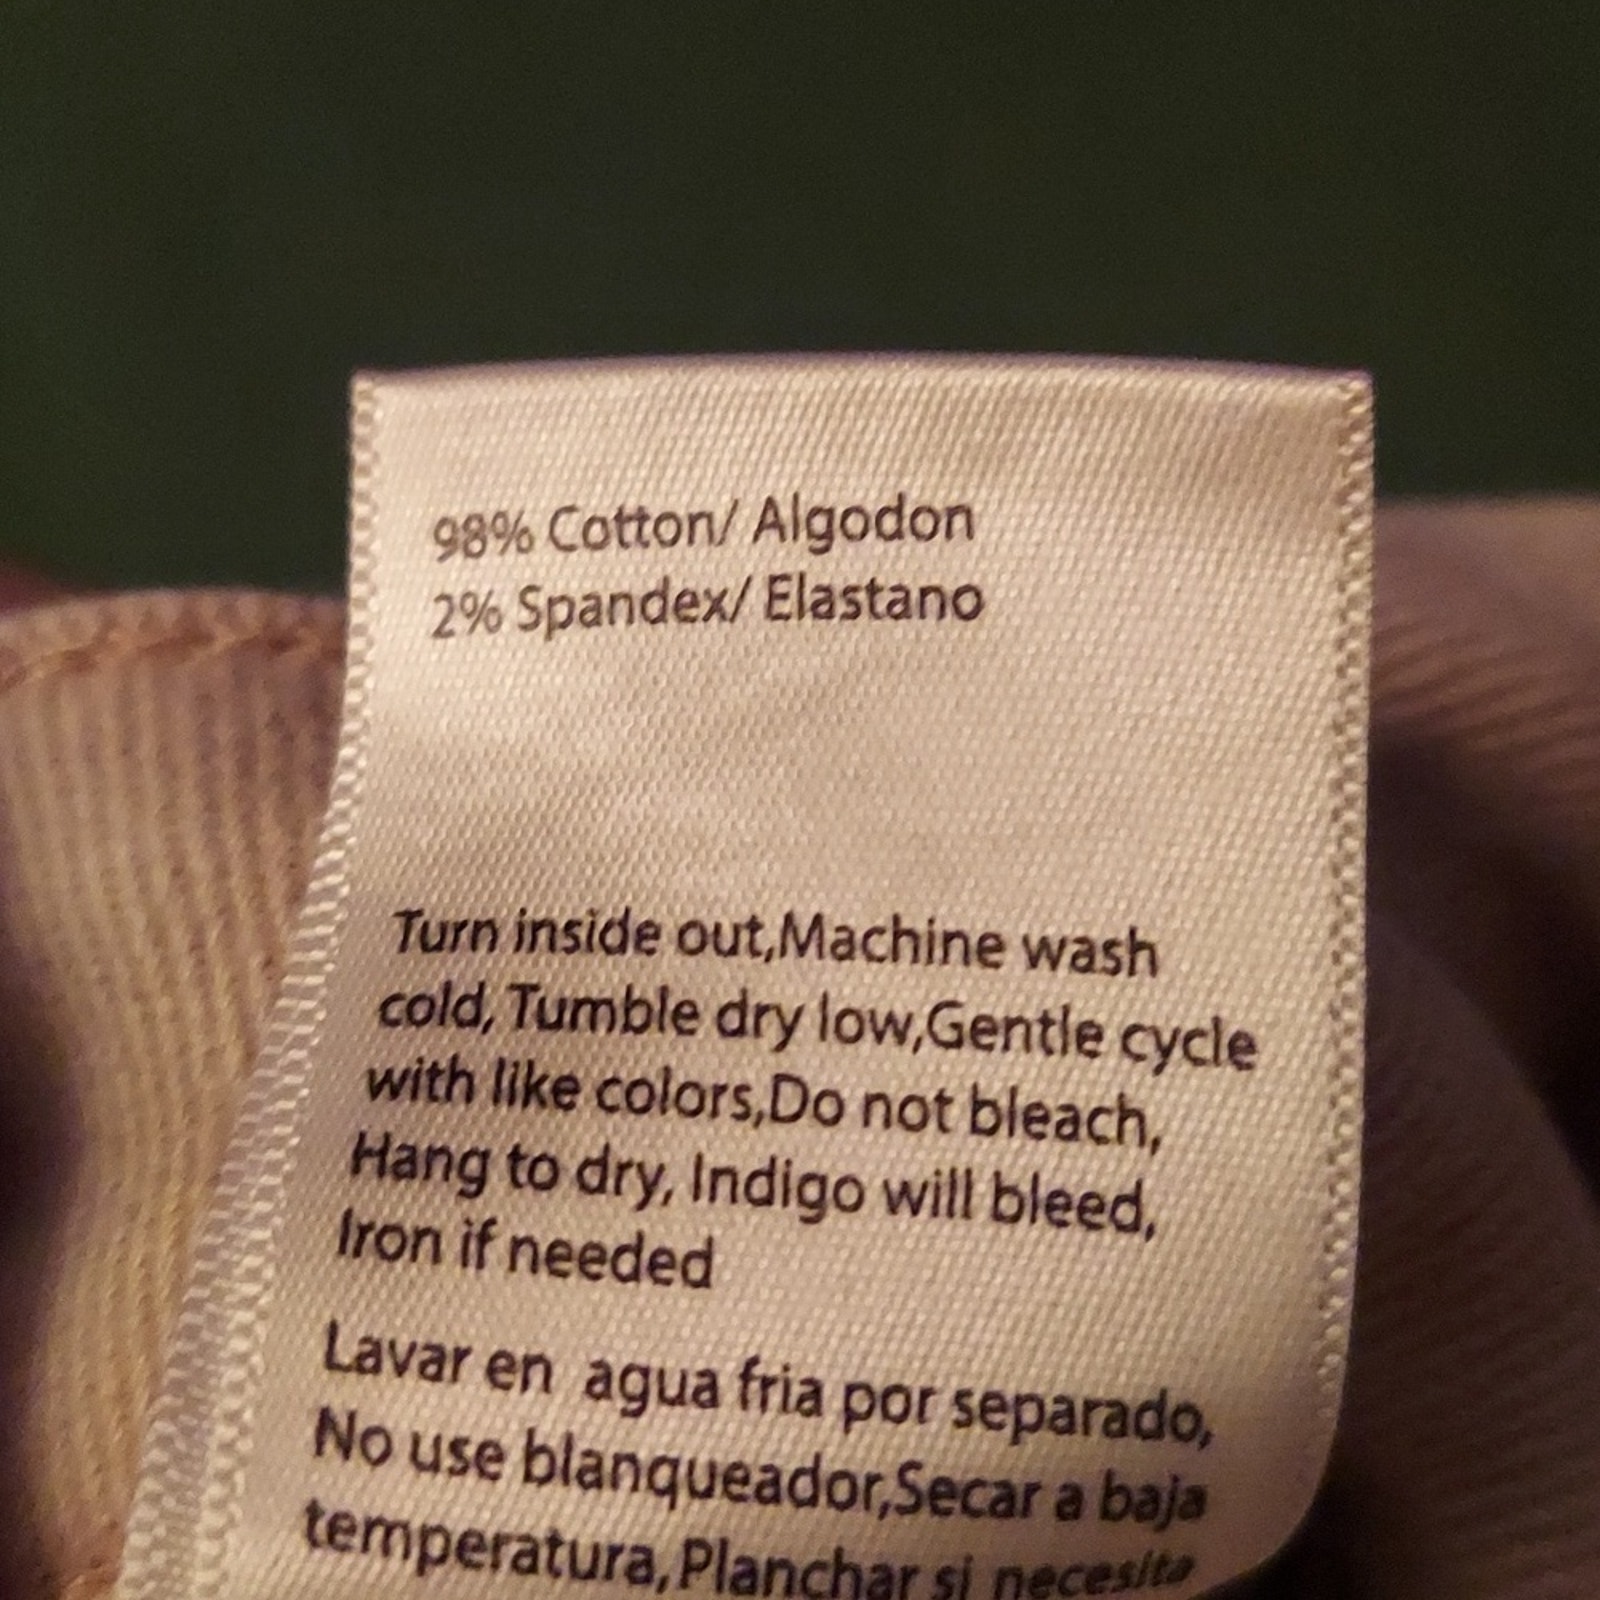 98% Cotton/ Algodon
2% Spandex/ Elastano
Turn inside out,Machine wash
cold, Tumble dry low,Gentle cycle
with like colors,Do not bleach,
Hang to dry, Indigo will bleed,
Iron if needed
Lavar en agua fria por separado,
No use blanqueador,Secar a baja
temperatura,Planchar si necesita